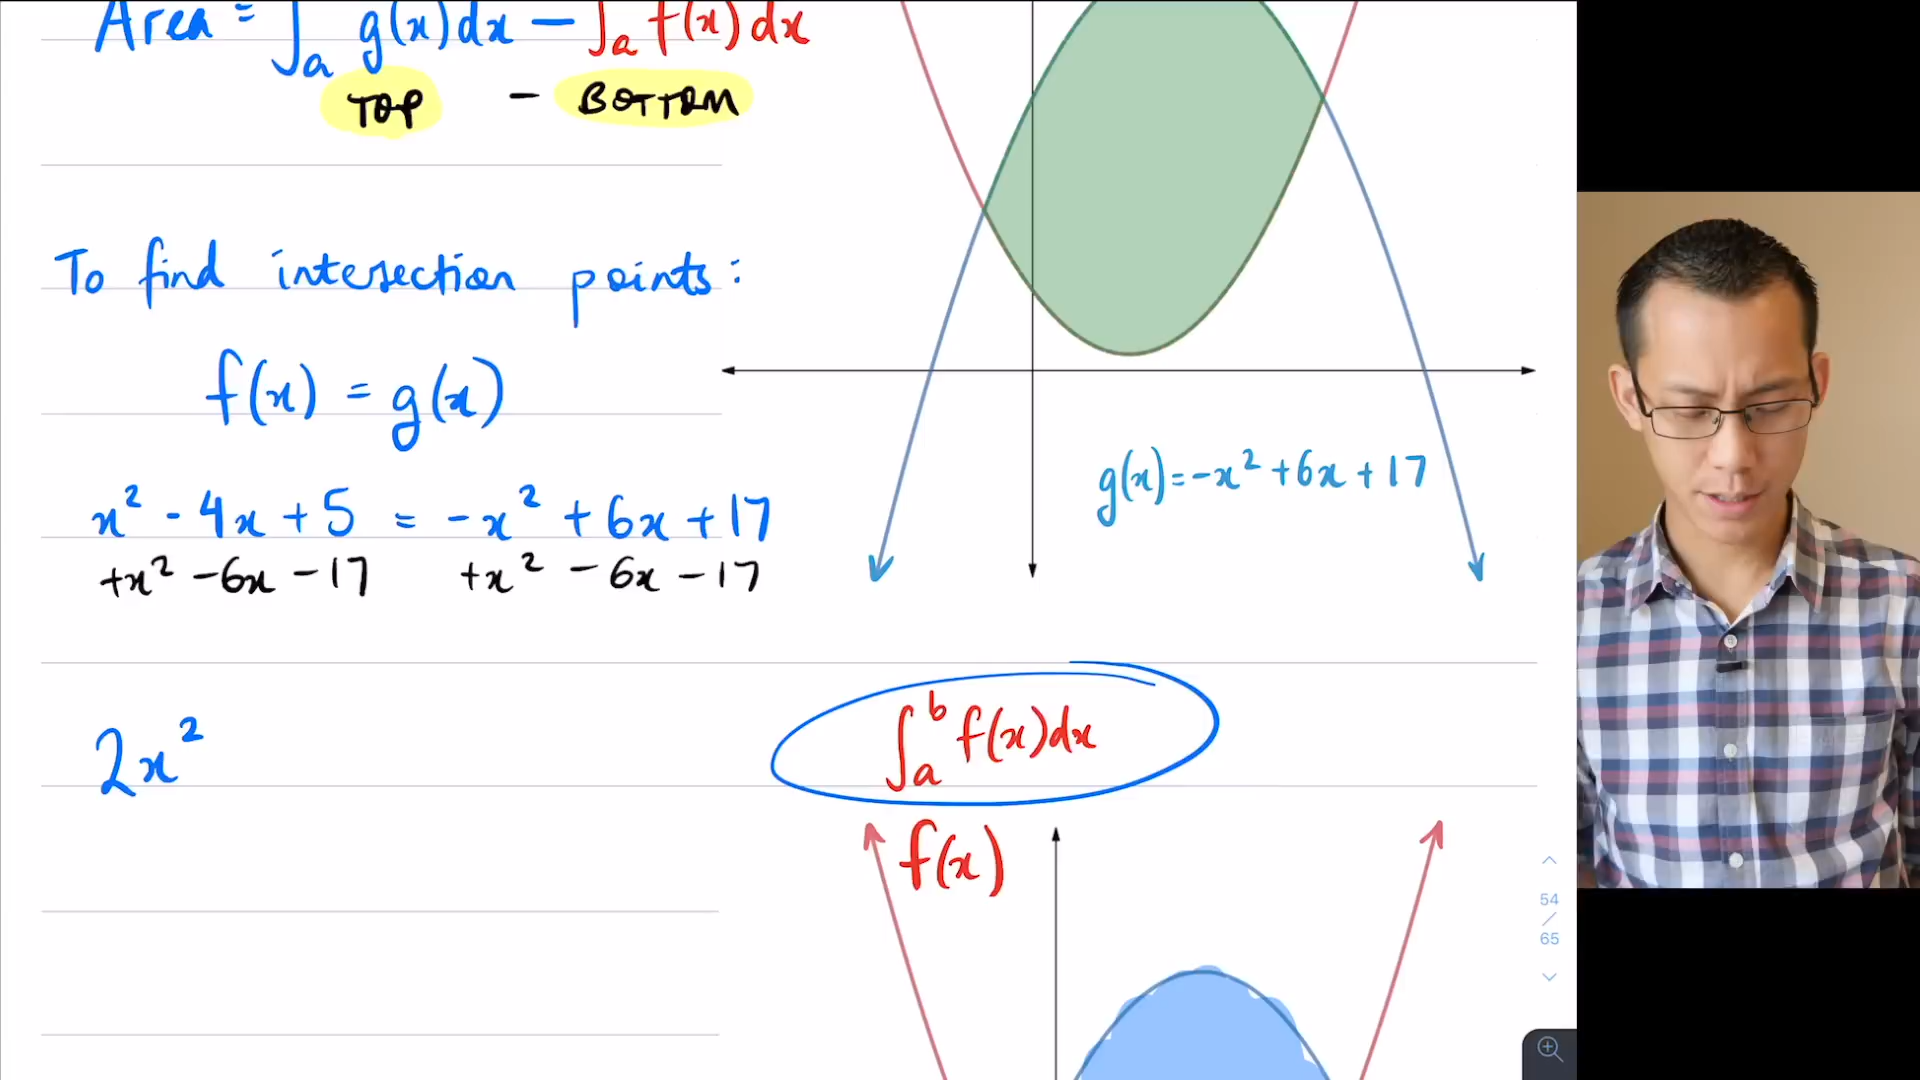 Area = ∫a g(x)dx − ∫a f(x)dx
TOP − BOTTOM
To find intersection points:
f(x) = g(x)
x² - 4x + 5 = -x² + 6x + 17
+x² -6x -17 +x² -6x -17
2x²
g(x)=-x²+6x+17
∫a^b f(x)dx
f(x)
54
/
65